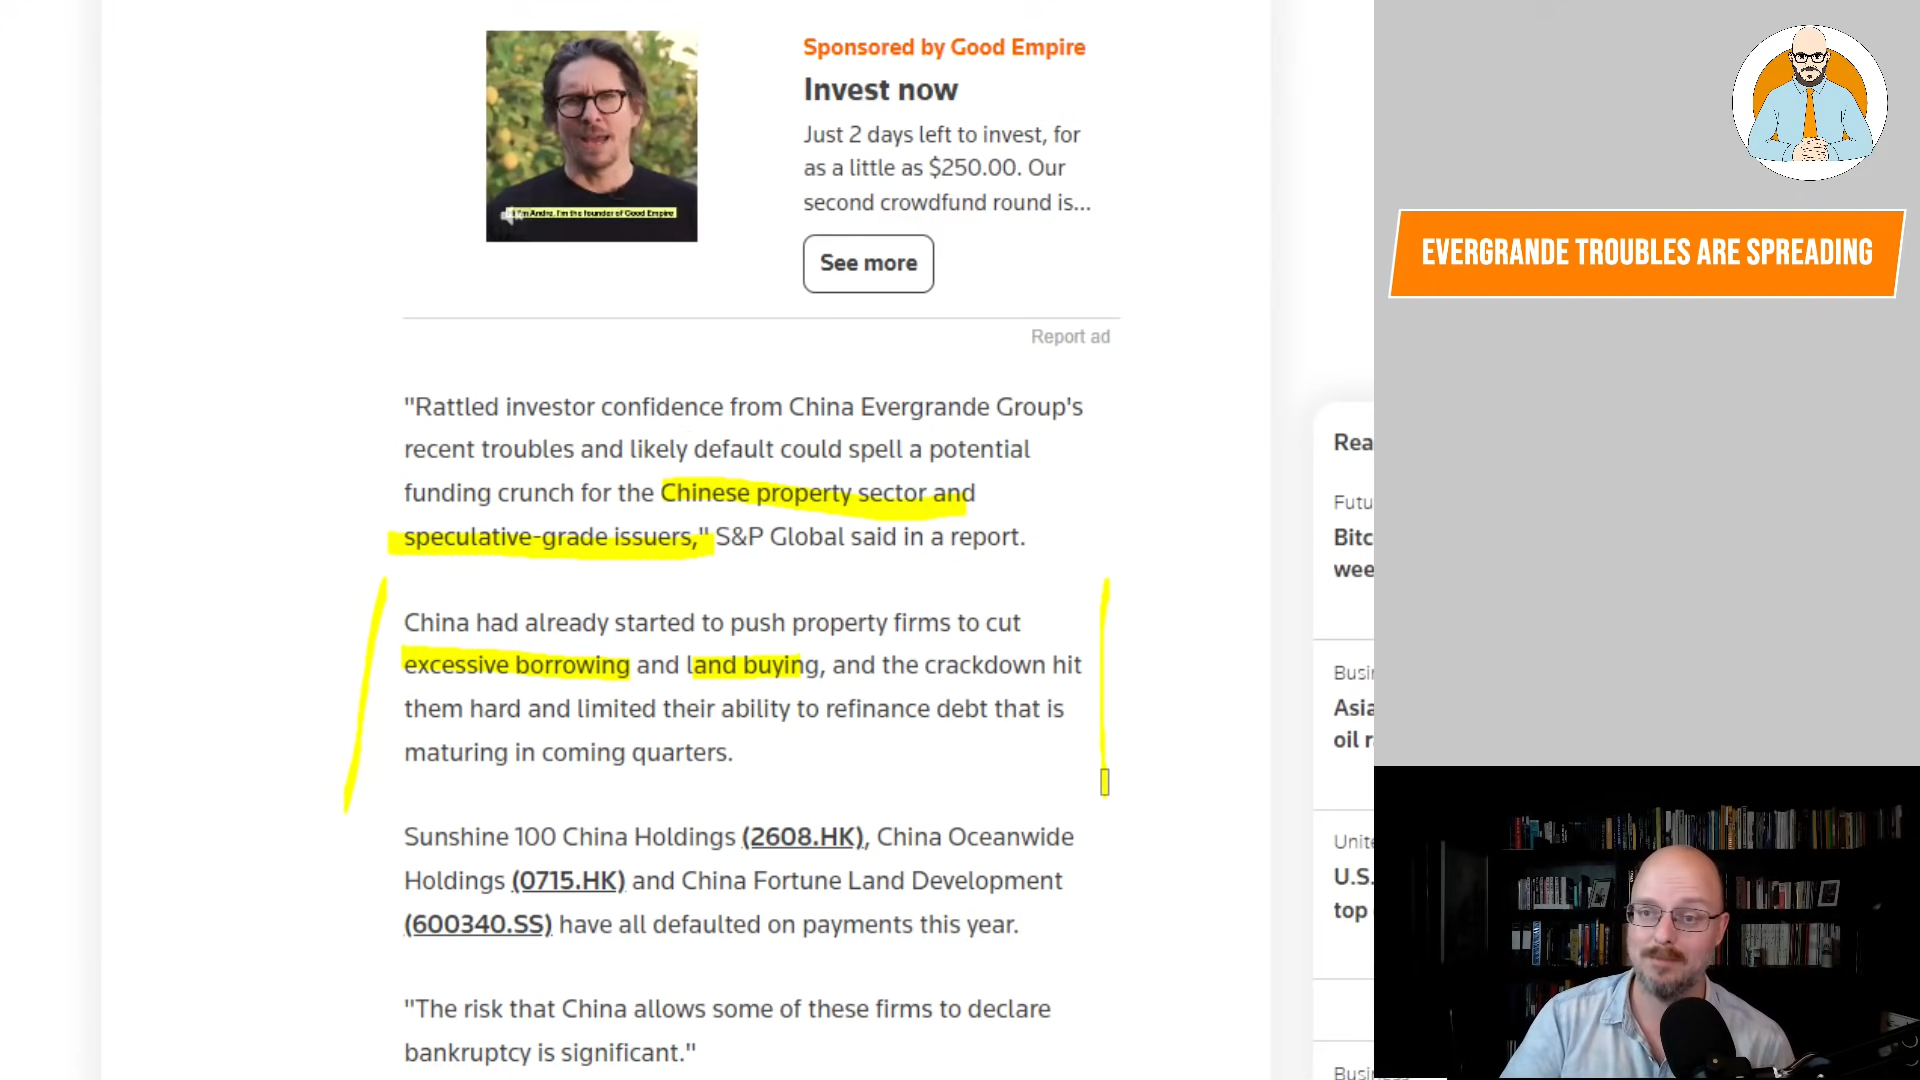 Sponsored by Good Empire
Invest now
Just 2 days left to invest, for
as a little as $250.00. Our
second crowdfund round is...
I'm Andre, I'm the founder of Good Empire
See more
Report ad
"Rattled investor confidence from China Evergrande Group's
recent troubles and likely default could spell a potential
funding crunch for the Chinese property sector and
speculative-grade issuers," S&P Global said in a report.
China had already started to push property firms to cut
excessive borrowing and land buying, and the crackdown hit
them hard and limited their ability to refinance debt that is
maturing in coming quarters.
Sunshine 100 China Holdings (2608.HK), China Oceanwide
Holdings (0715.HK) and China Fortune Land Development
(600340.SS) have all defaulted on payments this year.
"The risk that China allows some of these firms to declare
bankruptcy is significant."
Rea
Futu
Bitc
wee
Busi
Asia
oil r
Unite
U.S.
top
Busi
EVERGRANDE TROUBLES ARE SPREADING